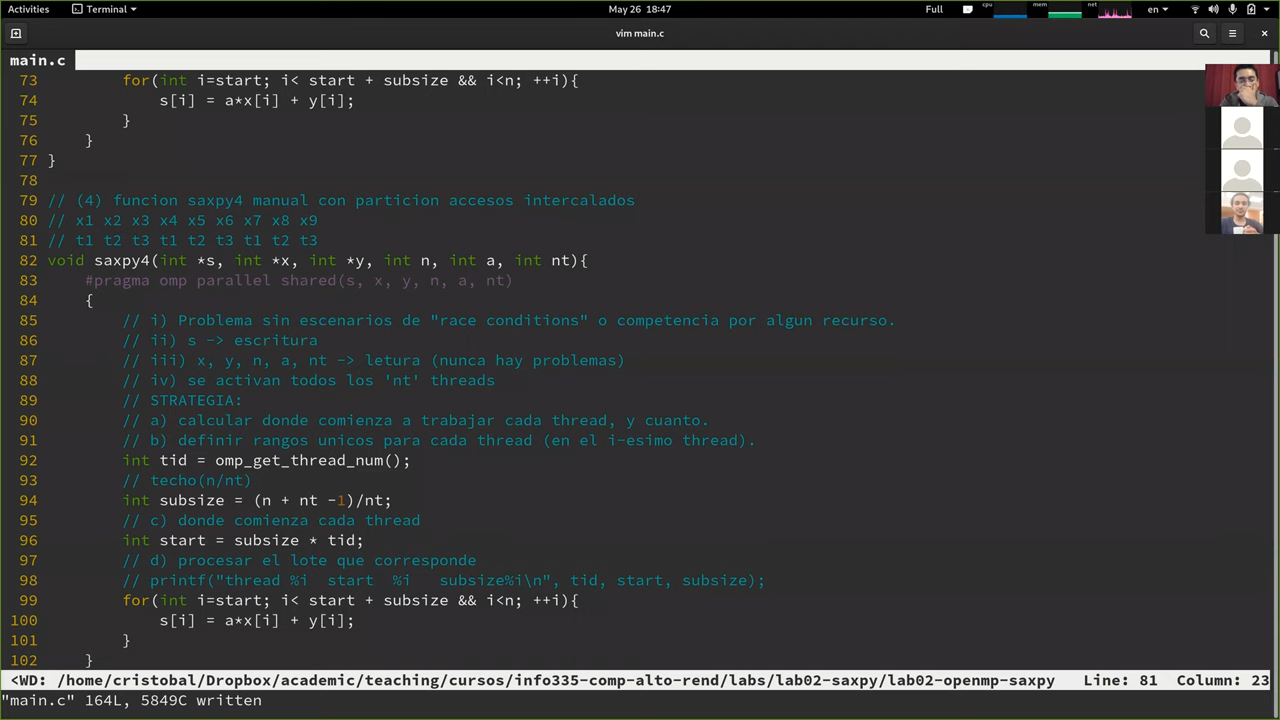 Activities Terminal May 26 18:47 Full cpu mem net en
vim main.c
main.c
73 for(int i=start; i< start + subsize && i<n; ++i){
74 s[i] = a*x[i] + y[i];
75 }
76 }
77 }
78
79 // (4) funcion saxpy4 manual con particion accesos intercalados
80 // x1 x2 x3 x4 x5 x6 x7 x8 x9
81 // t1 t2 t3 t1 t2 t3 t1 t2 t3
82 void saxpy4(int *s, int *x, int *y, int n, int a, int nt){
83 #pragma omp parallel shared(s, x, y, n, a, nt)
84 {
85 // i) Problema sin escenarios de "race conditions" o competencia por algun recurso.
86 // ii) s -> escritura
87 // iii) x, y, n, a, nt -> letura (nunca hay problemas)
88 // iv) se activan todos los 'nt' threads
89 // STRATEGIA:
90 // a) calcular donde comienza a trabajar cada thread, y cuanto.
91 // b) definir rangos unicos para cada thread (en el i-esimo thread).
92 int tid = omp_get_thread_num();
93 // techo(n/nt)
94 int subsize = (n + nt -1)/nt;
95 // c) donde comienza cada thread
96 int start = subsize * tid;
97 // d) procesar el lote que corresponde
98 // printf("thread %i start %i subsize%i\n", tid, start, subsize);
99 for(int i=start; i< start + subsize && i<n; ++i){
100 s[i] = a*x[i] + y[i];
101 }
102 }
<WD: /home/cristobal/Dropbox/academic/teaching/cursos/info335-comp-alto-rend/labs/lab02-saxpy/lab02-openmp-saxpy Line: 81 Column: 23
"main.c" 164L, 5849C written